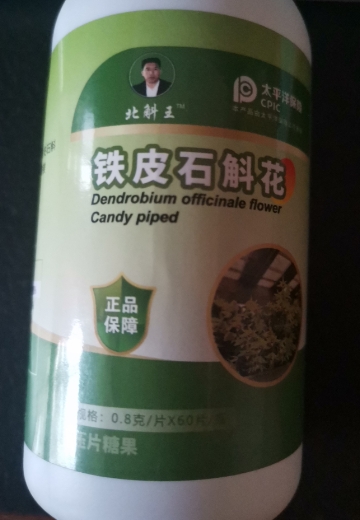 北斛王™
太平洋保险
CPIC
铁皮石斛花
Dendrobium officinale flower
Candy piped
正品
保障
规格：0.8克/片X60片/瓶
压片糖果